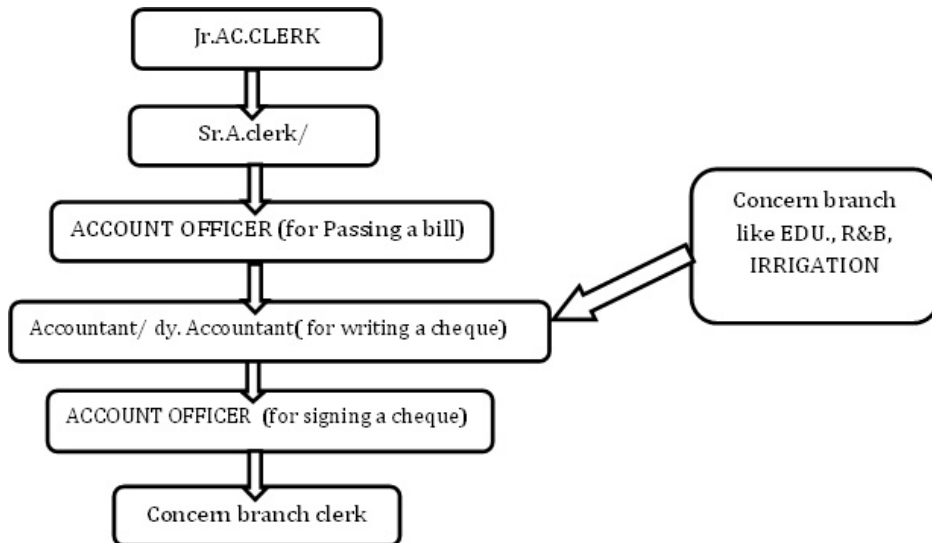 Jr.AC.CLERK
Sr.A.clerk/
ACCOUNT OFFICER (for Passing a bill)
Concern branch
like EDU., R&B,
IRRIGATION
Accountant/ dy. Accountant( for writing a cheque)
ACCOUNT OFFICER (for signing a cheque)
Concern branch clerk